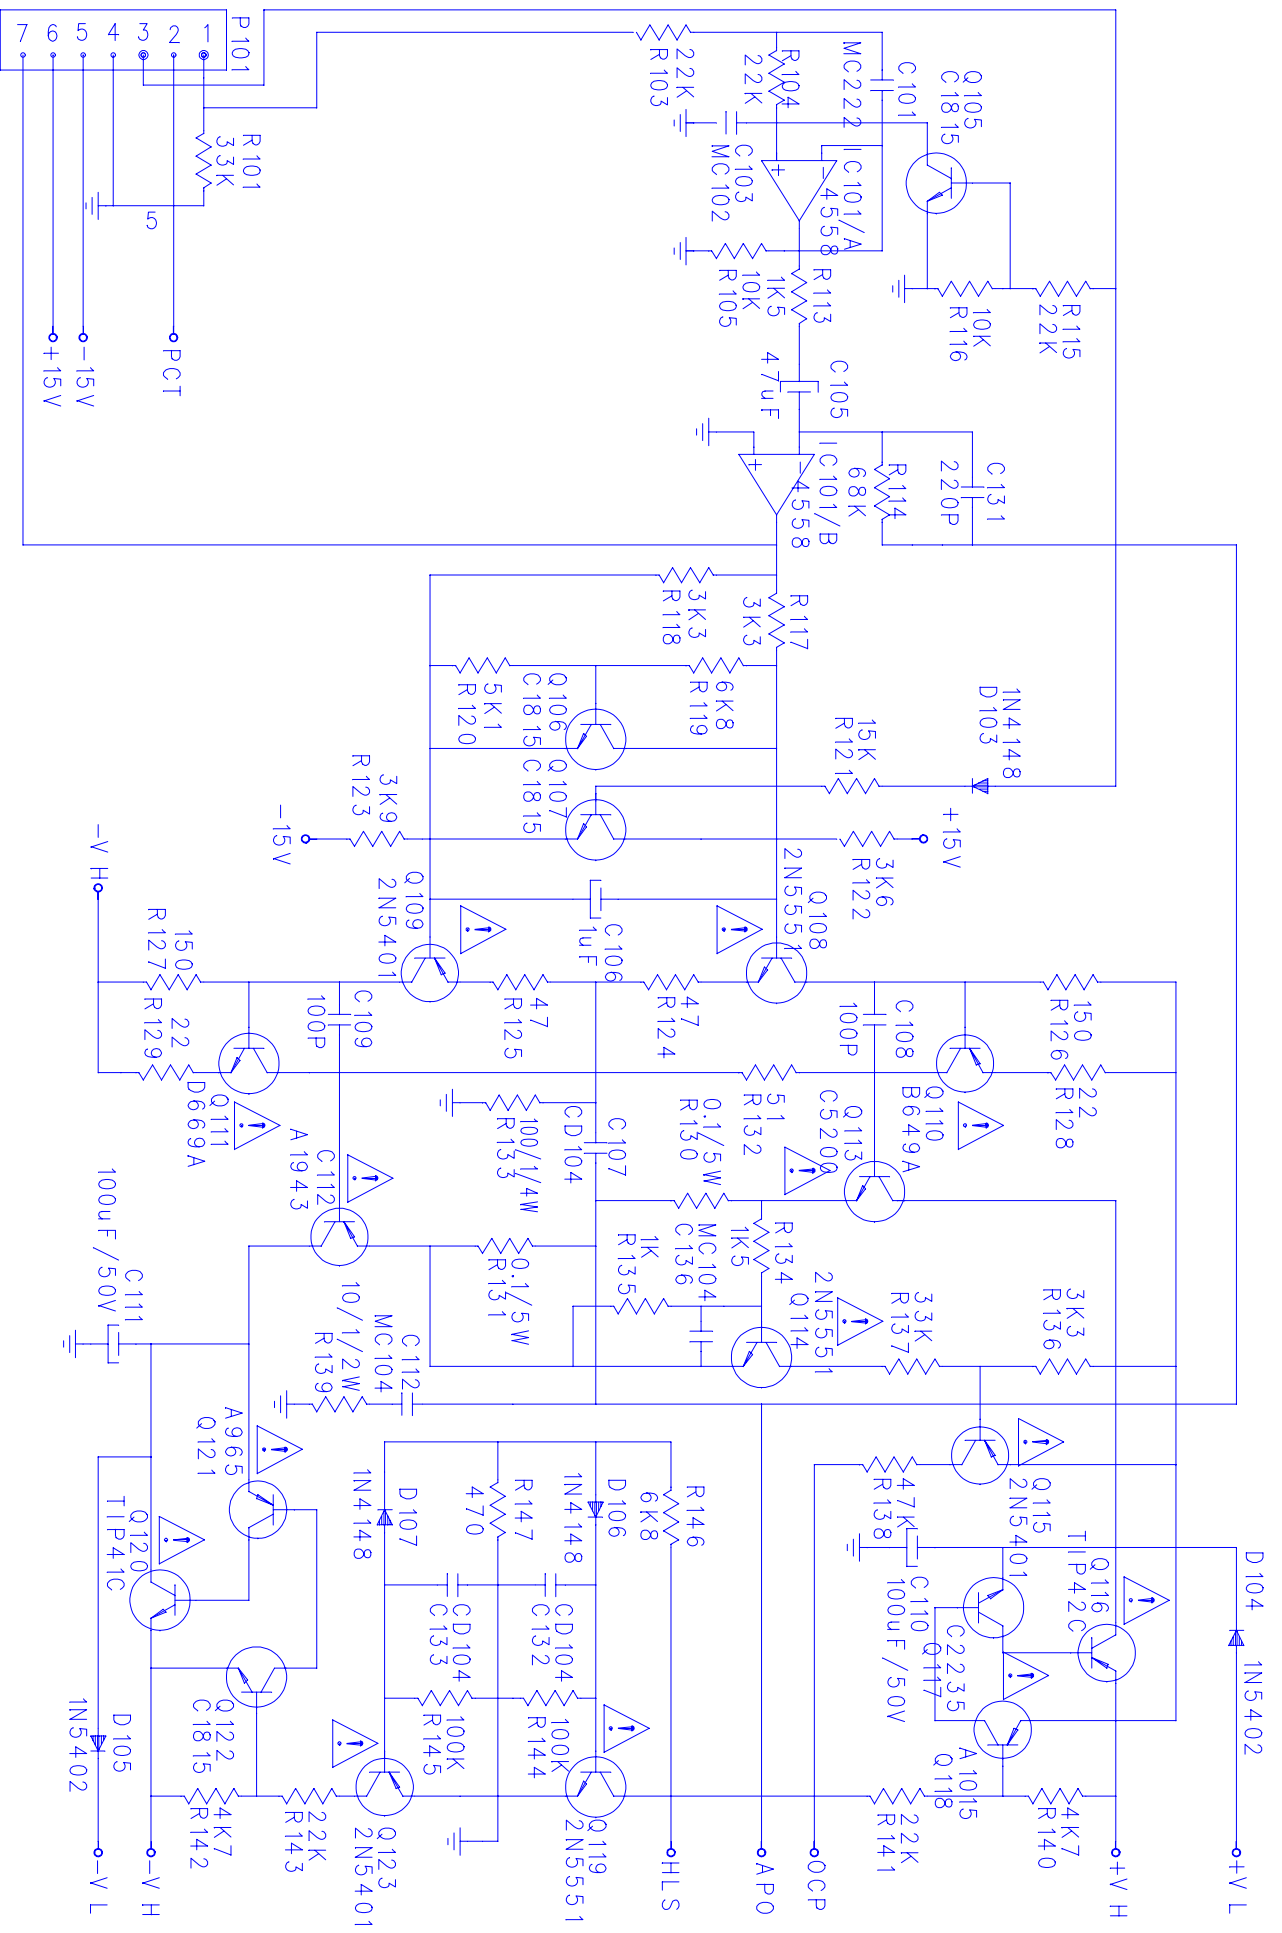 P101
1
2
3
4
5
6
7
R101
33K
5
PCT
-15V
+15V
22K
R103
R104
22K
C101
MC222
Q105
C1815
C103
MC102
IC101/A
4558
+
-
10K
R105
R113
1K5
R115
22K
10K
R116
C105
47uF
IC101/B
4558
+
-
R114
68K
C131
220P
3K3
R118
R117
3K3
6K8
R119
5K1
R120
Q106
C1815
Q107
C1815
15K
R121
1N4148
D103
3K9
R123
-15V
+15V
3K6
R122
Q108
2N5551
Q109
2N5401
C106
1uF
-VH
150
R127
22
R129
C109
100P
47
R125
47
R124
C108
100P
150
R126
22
R128
Q110
B649A
Q111
D669A
51
R132
100/1/4W
R133
C107
CD104
0.1/5W
R130
Q113
C5200
C112
A1943
0.1/5W
R131
R134
1K5
1K
R135
MC104
C136
2N5551
Q114
33K
R137
3K3
R136
C111
100uF/50V
C112
MC104
10/1/2W
R139
A965
Q121
Q120
TIP41C
D107
1N4148
R147
470
D106
1N4148
R146
6K8
47K
R138
Q115
2N5401
Q116
TIP42C
C110
100uF/50V
C2235
Q117
D104
1N5402
CD104
C133
CD104
C132
100K
R145
100K
R144
A1015
Q118
Q122
C1815
D105
1N5402
4K7
R142
22K
R143
Q123
2N5401
Q119
2N5551
22K
R141
4K7
R140
-VL
-VH
HLS
APO
OCP
+VH
+VL